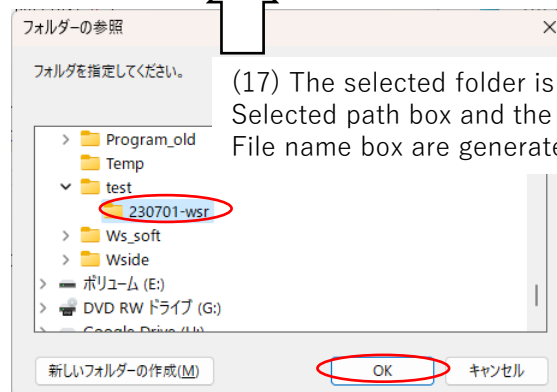 フォルダーの参照
フォルダを指定してください。
(17) The selected folder is
Selected path box and the
File name box are generate
Program_old
Temp
test
230701-wsr
Ws_soft
Wside
ボリューム (E:)
DVD RW ドライブ (G:)
Google Drive (H:)
新しいフォルダーの作成(M)
OK
キャンセル